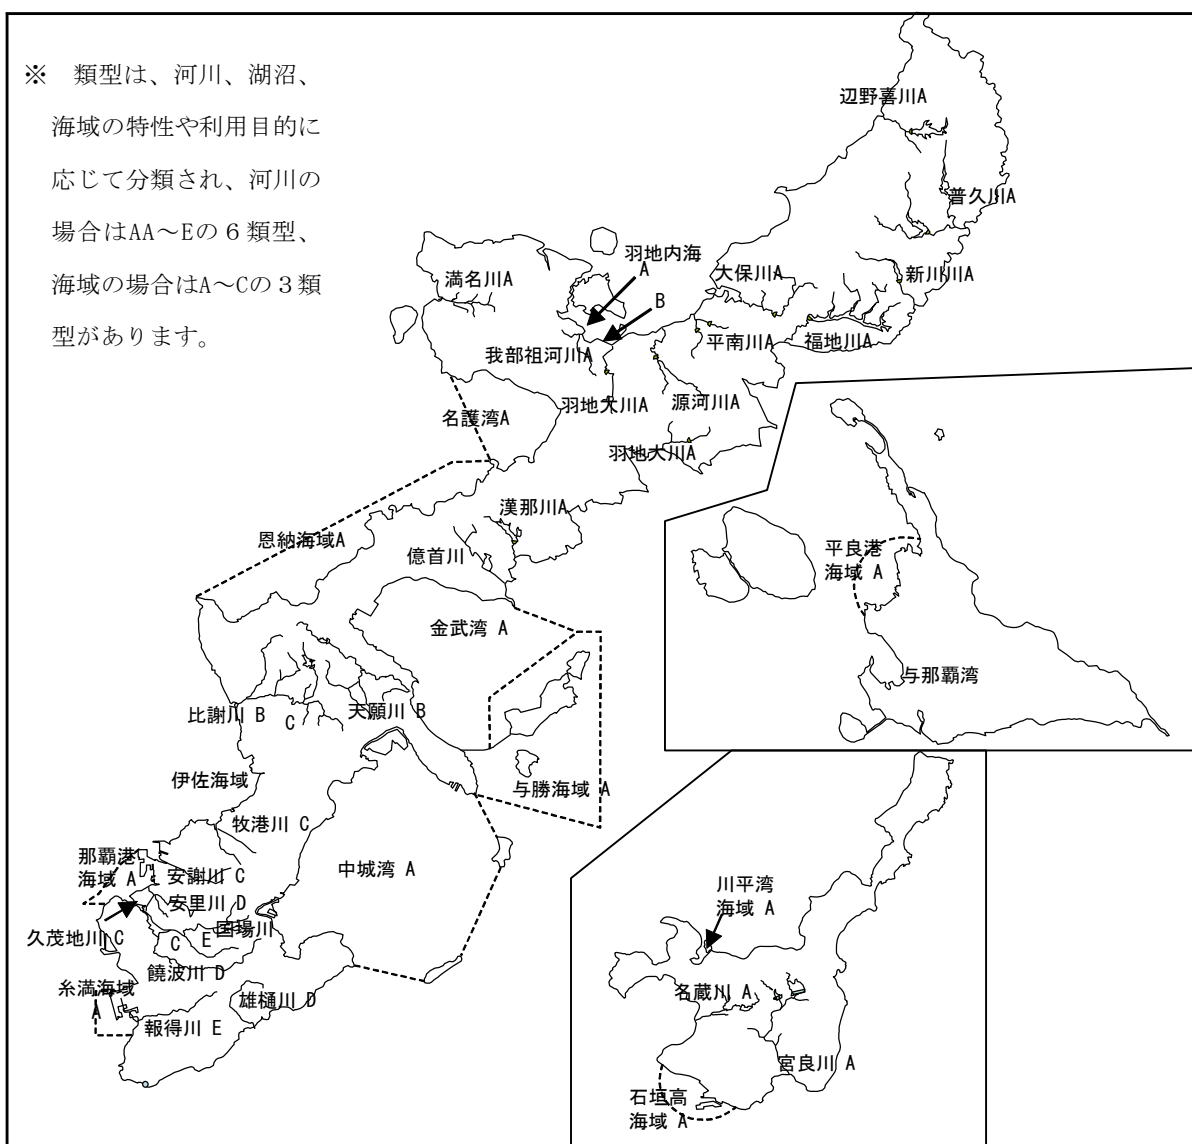 ※　類型は、河川、湖沼、
海域の特性や利用目的に
応じて分類され、河川の
場合はAA～Eの６類型、
海域の場合はA～Cの３類
型があります。
辺野喜川A
普久川A
羽地内海
A
B
満名川A
大保川A
新川川A
我部祖河川A
平南川A
福地川A
名護湾A
羽地大川A
源河川A
羽地大川A
漢那川A
恩納海域A
億首川
金武湾 A
比謝川 B
C
天願川 B
伊佐海域
与勝海域 A
牧港川 C
那覇港
海域 A
安謝川 C
中城湾 A
安里川 D
久茂地川 C
C
E
国場川
饒波川 D
糸満海域
A
雄樋川 D
報得川 E
平良港
海域 A
与那覇湾
川平湾
海域 A
名蔵川 A
宮良川 A
石垣高
海域 A